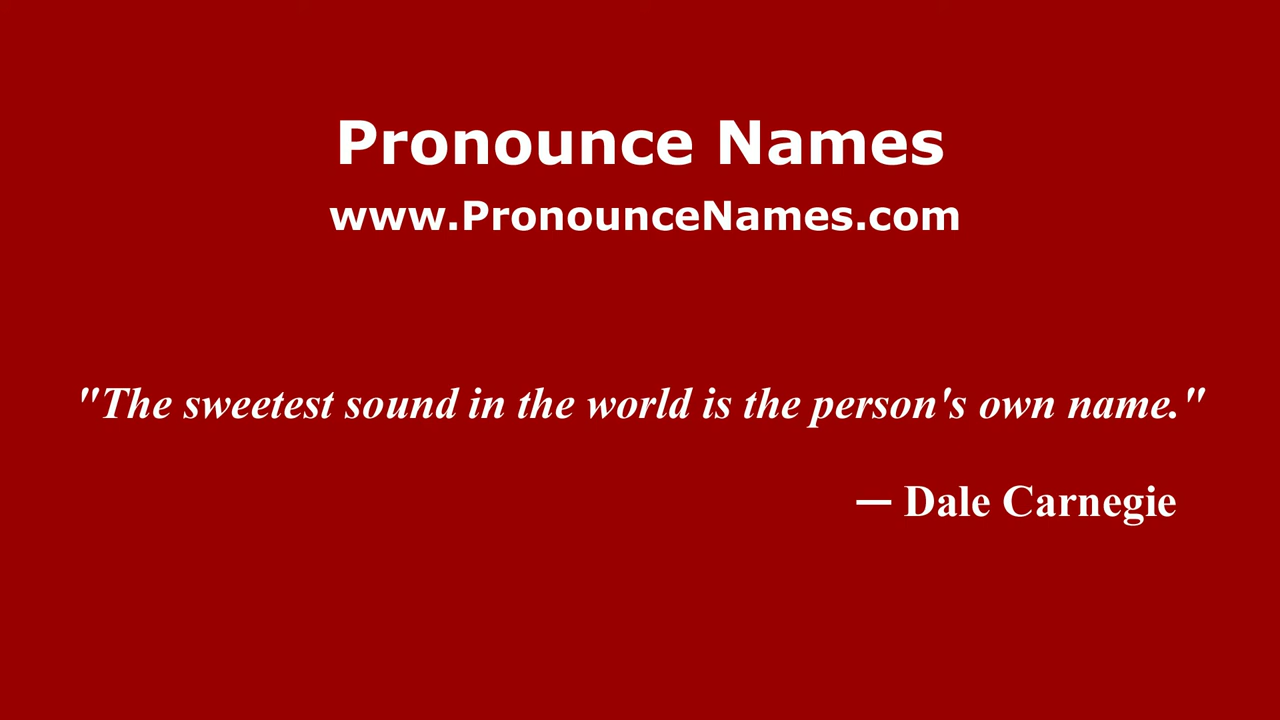 Pronounce Names
www.PronounceNames.com
"The sweetest sound in the world is the person's own name."
— Dale Carnegie